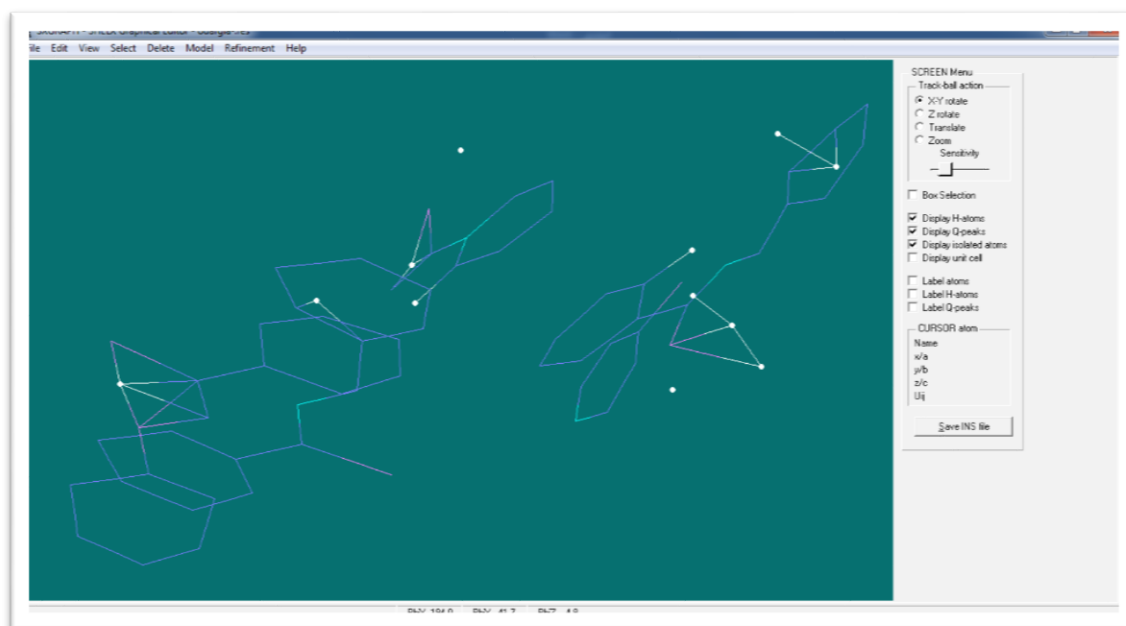 File Edit View Select Delete Model Refinement Help
SCREEN Menu
Track-ball action
X-Y rotate
Z rotate
Translate
Zoom
Sensitivity
Box Selection
Display H-atoms
Display Q-peaks
Display isolated atoms
Display unit cell
Label atoms
Label H-atoms
Label Q-peaks
CURSOR atom
Name
x/a
y/b
z/c
Uij
Save INS file